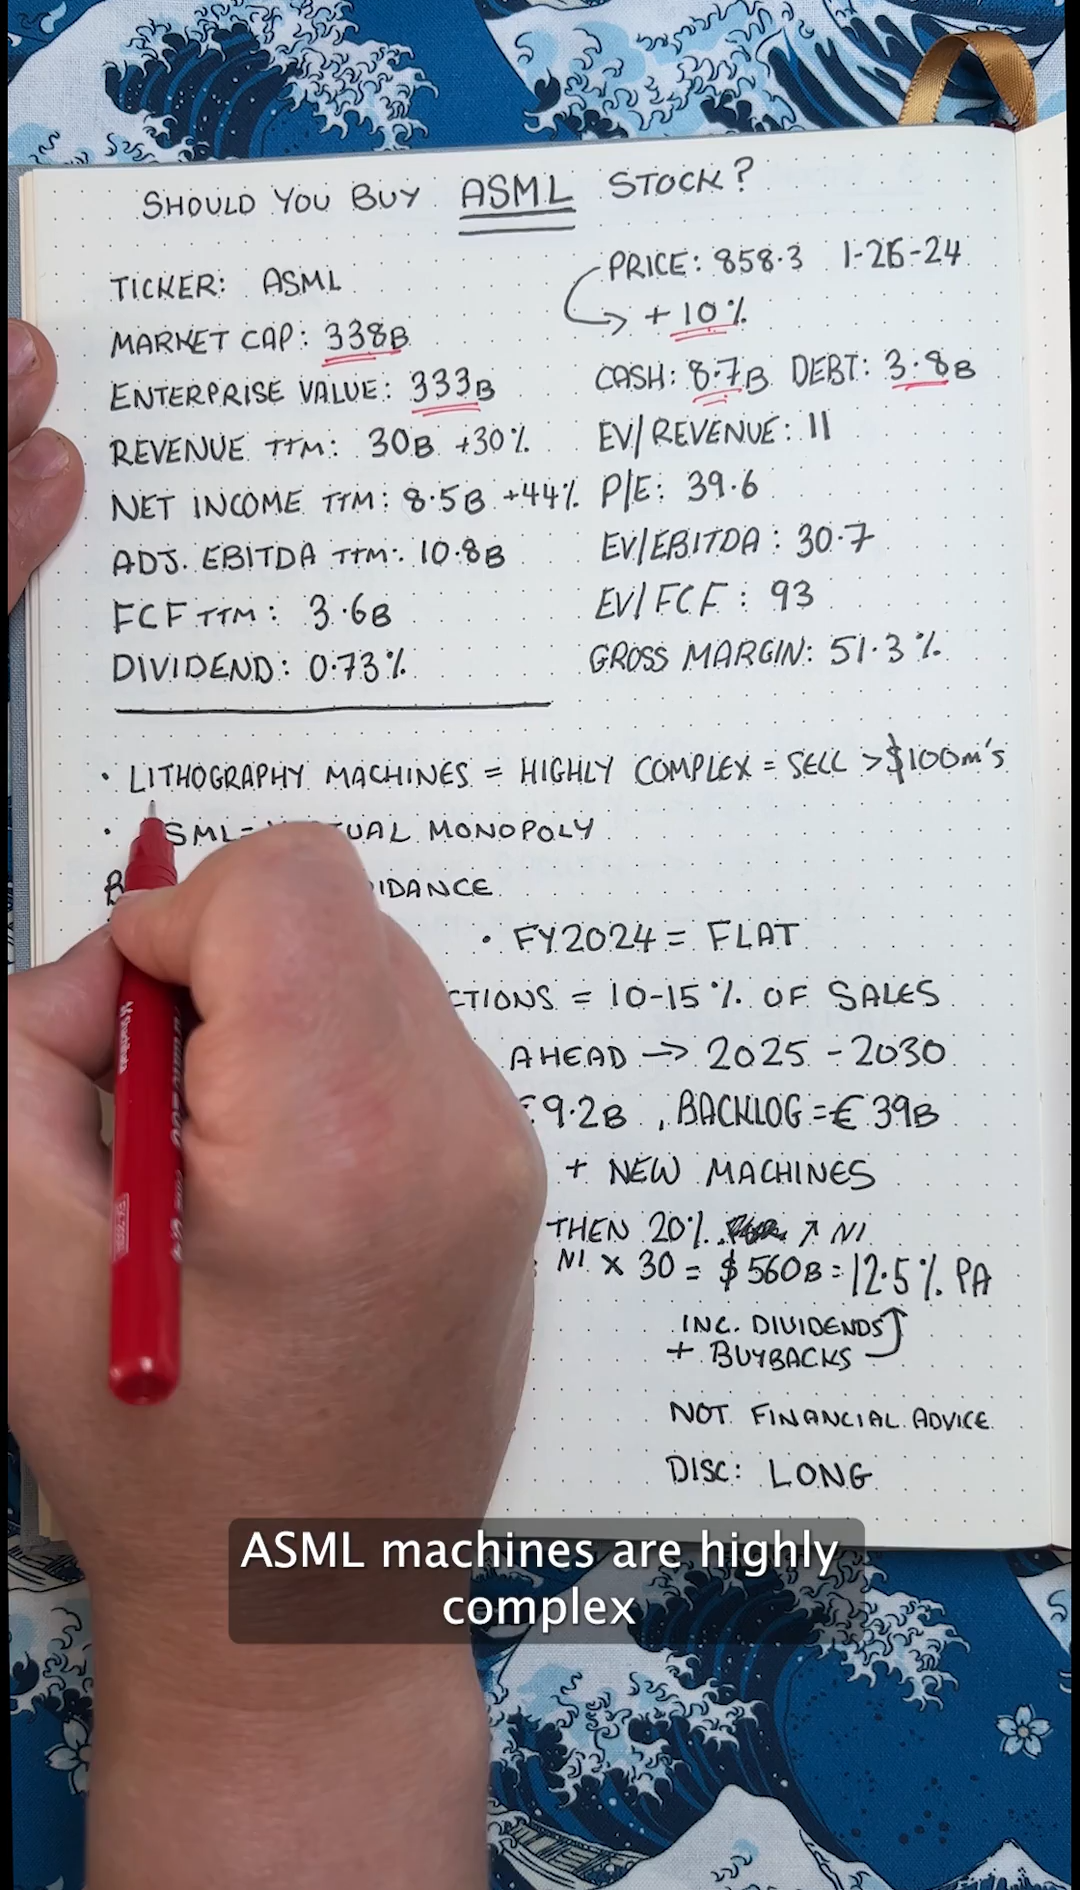 SHOULD YOU BUY ASML STOCK?
TICKER: ASML
PRICE: 858.3 1-26-24
+10%
MARKET CAP: 338B
CASH: 8.7B DEBT: 3.8B
ENTERPRISE VALUE: 333B
EV/REVENUE: 11
REVENUE TTM: 30B +30%
P/E: 39.6
NET INCOME TTM: 8.5B +44%
EV/EBITDA: 30.7
ADJ. EBITDA TTM: 10.8B
EV/FCF: 93
FCF TTM: 3.6B
GROSS MARGIN: 51.3%
DIVIDEND: 0.73%
• LITHOGRAPHY MACHINES = HIGHLY COMPLEX = SELL >$100m's
• SML= MONOPOLY
• FY2024 = FLAT
= 10-15% OF SALES
AHEAD → 2025 - 2030
9.2B, BACKLOG = €39B
+ NEW MACHINES
THEN 20% ↗ NI
NI x 30 = $560B = 12.5% PA
INC. DIVIDENDS
+ BUYBACKS
NOT FINANCIAL ADVICE
DISC: LONG
ASML machines are highly
complex